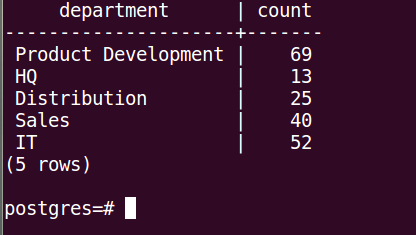 department | count
---------------------+-------
Product Development | 69
HQ | 13
Distribution | 25
Sales | 40
IT | 52
(5 rows)
postgres=#